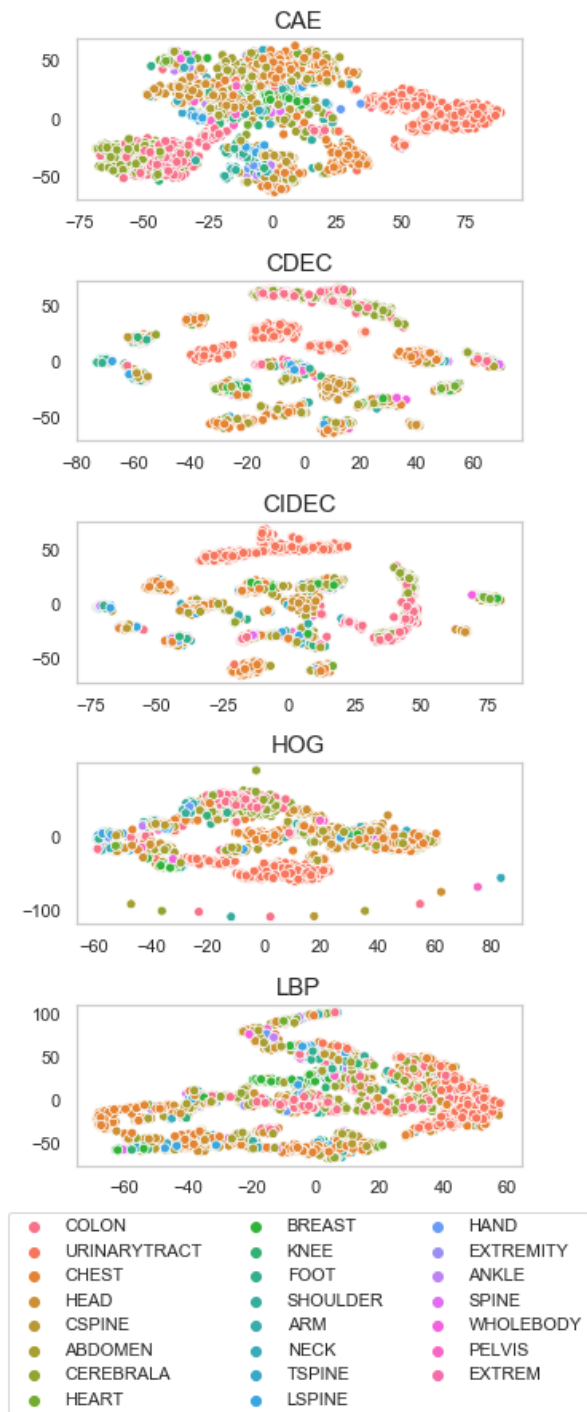 CAE
50
0
−50
−75 −50 −25 0 25 50 75
CDEC
50
0
−50
−80 −60 −40 −20 0 20 40 60
CIDEC
50
0
−50
−75 −50 −25 0 25 50 75
HOG
0
−100
−60 −40 −20 0 20 40 60 80
LBP
100
50
0
−50
−60 −40 −20 0 20 40 60
COLON BREAST HAND
URINARYTRACT KNEE EXTREMITY
CHEST FOOT ANKLE
HEAD SHOULDER SPINE
CSPINE ARM WHOLEBODY
ABDOMEN NECK PELVIS
CEREBRALA TSPINE EXTREM
HEART LSPINE